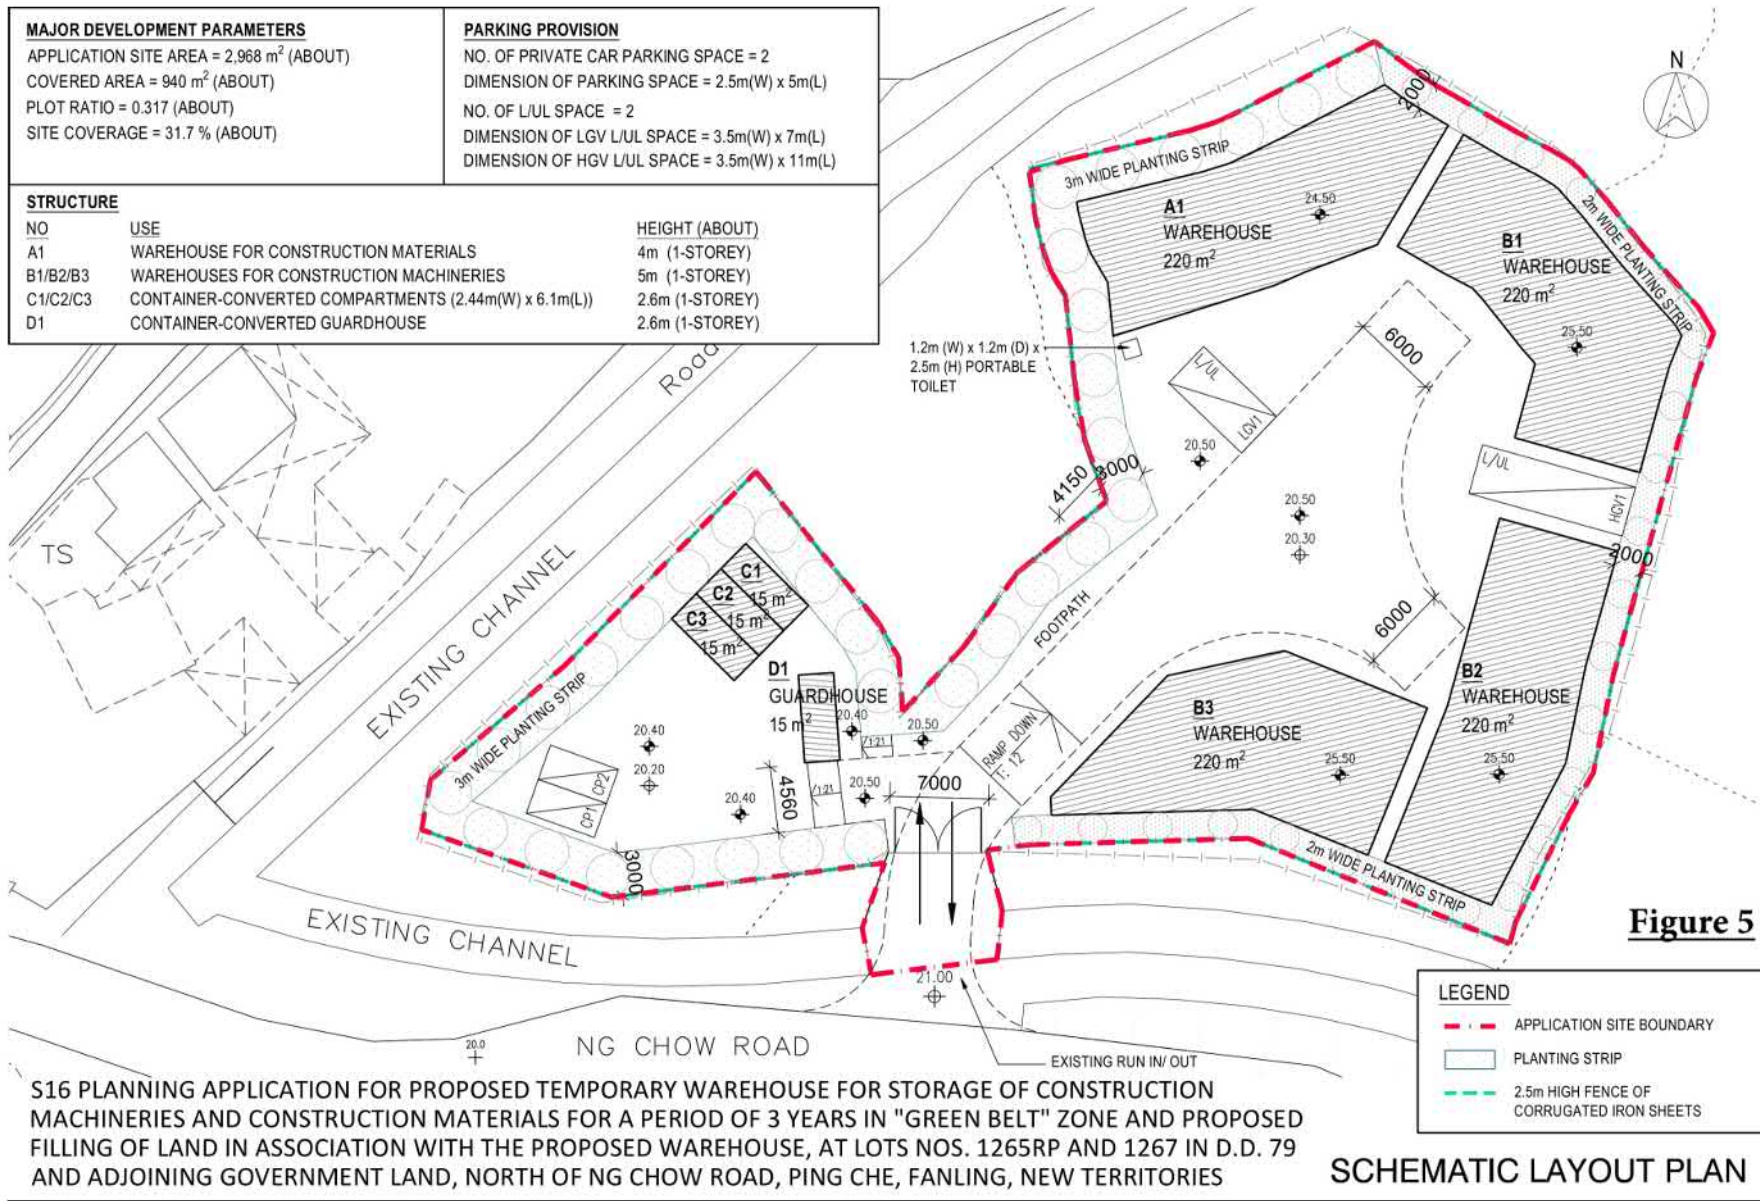 MAJOR DEVELOPMENT PARAMETERS
APPLICATION SITE AREA = 2,968 m² (ABOUT)
COVERED AREA = 940 m² (ABOUT)
PLOT RATIO = 0.317 (ABOUT)
SITE COVERAGE = 31.7 % (ABOUT)
PARKING PROVISION
NO. OF PRIVATE CAR PARKING SPACE = 2
DIMENSION OF PARKING SPACE = 2.5m(W) x 5m(L)
NO. OF L/UL SPACE = 2
DIMENSION OF LGV L/UL SPACE = 3.5m(W) x 7m(L)
DIMENSION OF HGV L/UL SPACE = 3.5m(W) x 11m(L)
STRUCTURE
NO USE HEIGHT (ABOUT)
A1 WAREHOUSE FOR CONSTRUCTION MATERIALS 4m (1-STOREY)
B1/B2/B3 WAREHOUSES FOR CONSTRUCTION MACHINERIES 5m (1-STOREY)
C1/C2/C3 CONTAINER-CONVERTED COMPARTMENTS (2.44m(W) x 6.1m(L)) 2.6m (1-STOREY)
D1 CONTAINER-CONVERTED GUARDHOUSE 2.6m (1-STOREY)
N
2000
3m WIDE PLANTING STRIP
A1
WAREHOUSE
220 m²
24.50
2m WIDE PLANTING STRIP
B1
WAREHOUSE
220 m²
25.50
1.2m (W) x 1.2m (D) x
2.5m (H) PORTABLE
TOILET
6000
L/UL
LGV1
20.50
Road
L/UL
HGV1
4150
3000
20.50
20.30
2000
TS
EXISTING CHANNEL
C1
15 m²
C2
15 m²
C3
15 m²
FOOTPATH
6000
D1
GUARDHOUSE
15 m²
20.40
20.50
1:21
B2
WAREHOUSE
220 m²
25.50
B3
WAREHOUSE
220 m²
25.50
3m WIDE PLANTING STRIP
20.40
20.20
RAMP DOWN
1: 12
CP2
CP1
20.40
4560
1:21
20.50
7000
3000
2m WIDE PLANTING STRIP
EXISTING CHANNEL
21.00
Figure 5
20.0
NG CHOW ROAD
EXISTING RUN IN/ OUT
LEGEND
APPLICATION SITE BOUNDARY
PLANTING STRIP
2.5m HIGH FENCE OF
CORRUGATED IRON SHEETS
S16 PLANNING APPLICATION FOR PROPOSED TEMPORARY WAREHOUSE FOR STORAGE OF CONSTRUCTION
MACHINERIES AND CONSTRUCTION MATERIALS FOR A PERIOD OF 3 YEARS IN "GREEN BELT" ZONE AND PROPOSED
FILLING OF LAND IN ASSOCIATION WITH THE PROPOSED WAREHOUSE, AT LOTS NOS. 1265RP AND 1267 IN D.D. 79
AND ADJOINING GOVERNMENT LAND, NORTH OF NG CHOW ROAD, PING CHE, FANLING, NEW TERRITORIES
SCHEMATIC LAYOUT PLAN